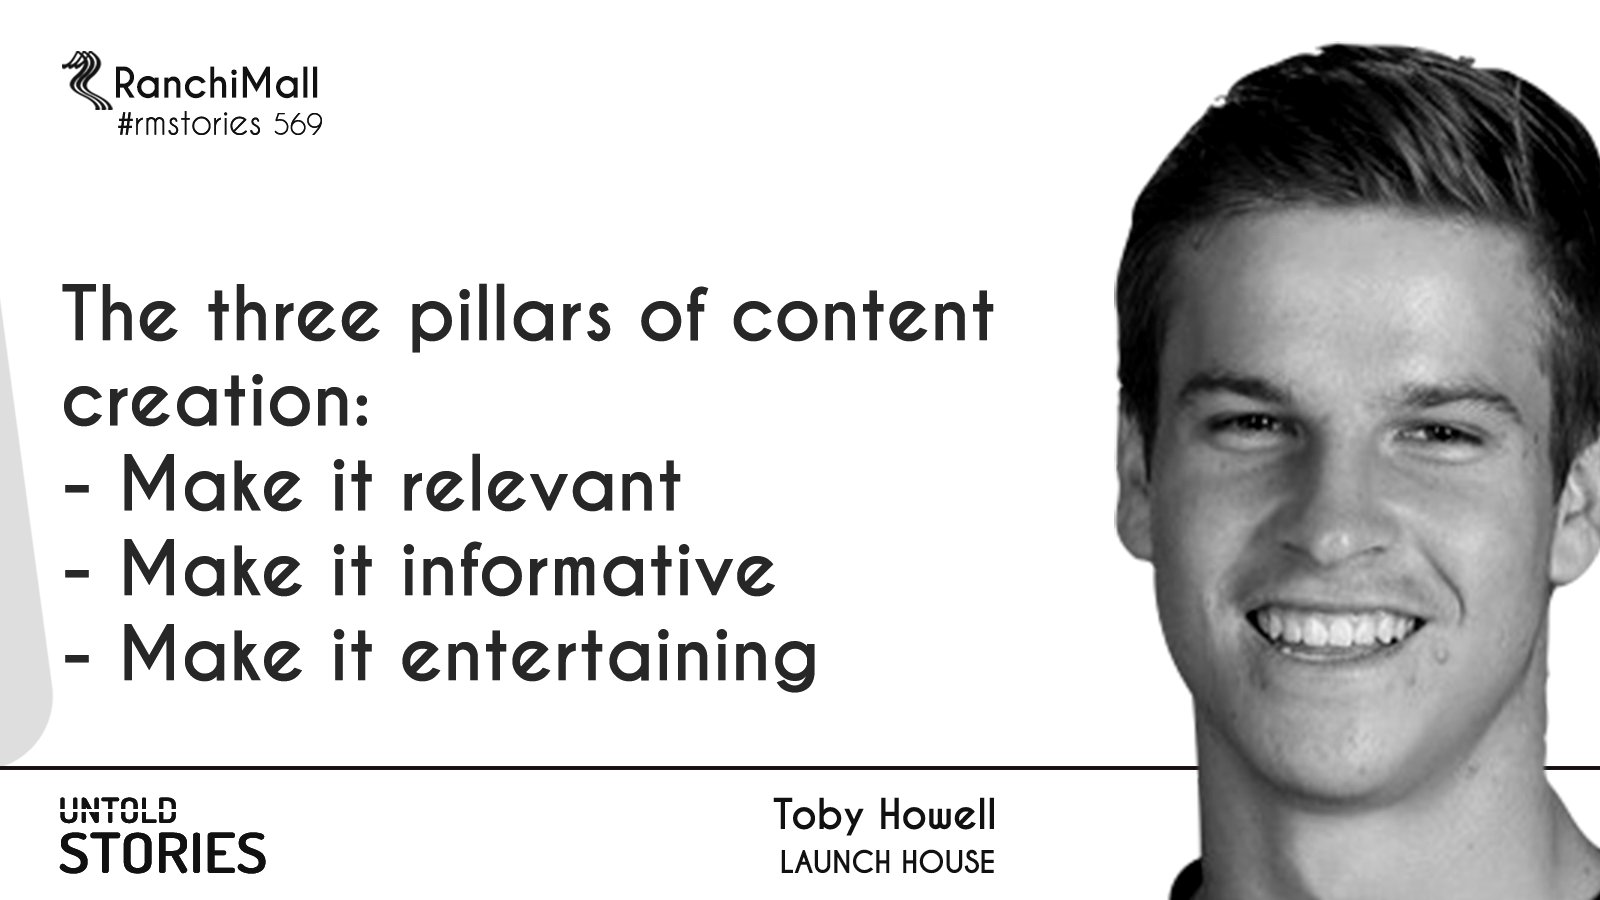 RanchiMall
#rmstories 569
The three pillars of content
creation:
- Make it relevant
- Make it informative
- Make it entertaining
UNTOLD
STORIES
Toby Howell
LAUNCH HOUSE